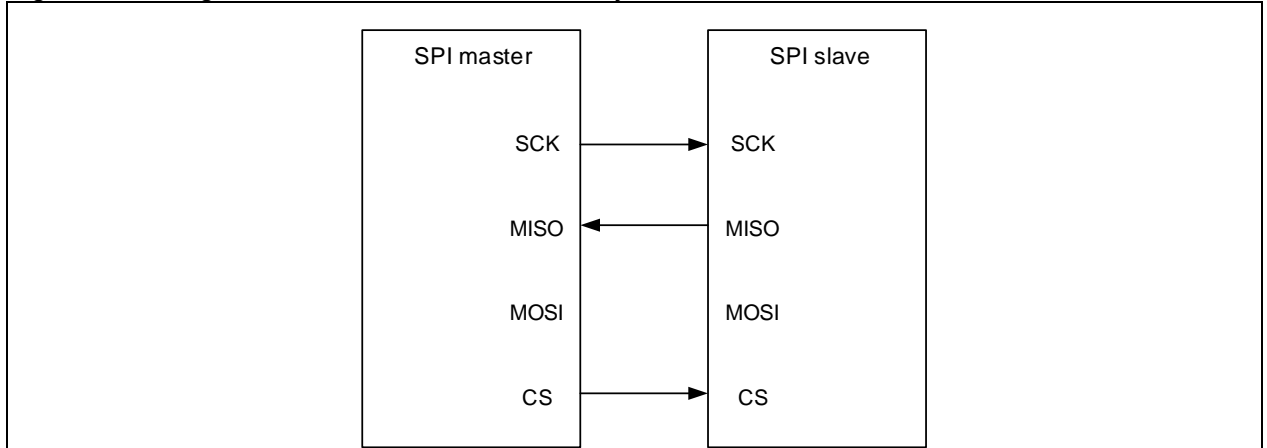 SPI master SPI slave
SCK SCK
MISO MISO
MOSI MOSI
CS CS